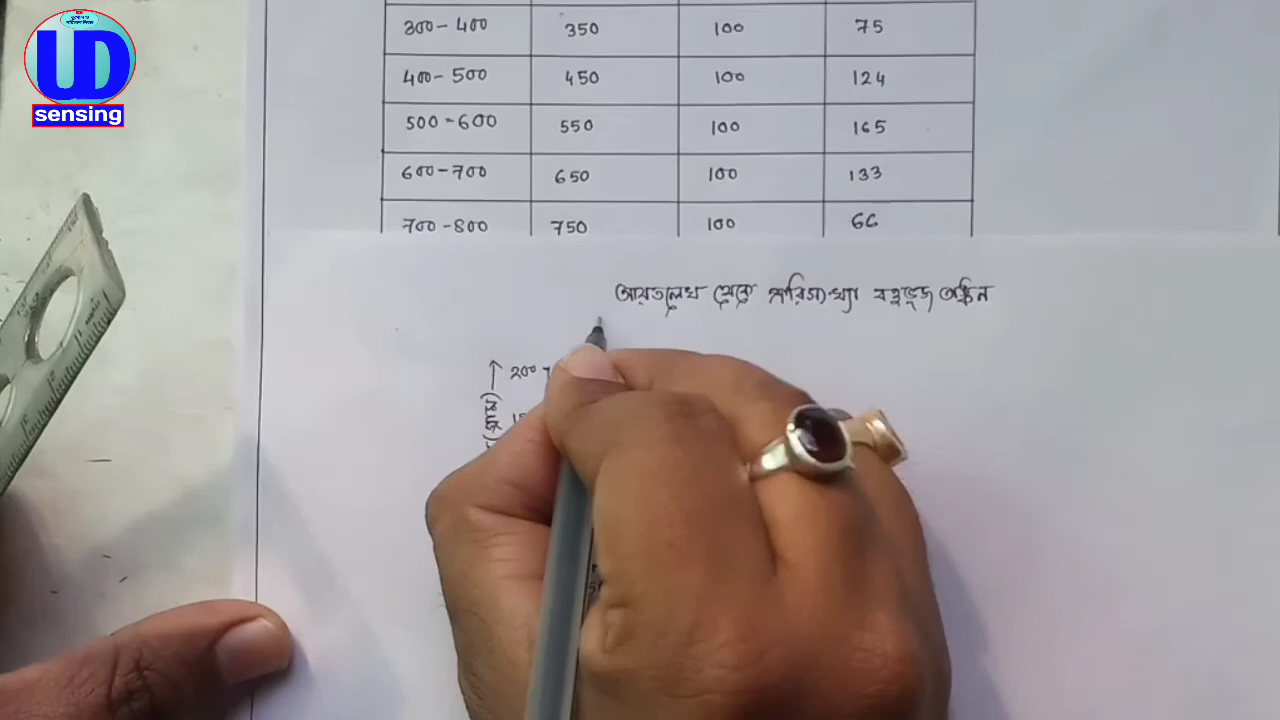 UD
sensing
300 - 400 350 100 75
400 - 500 450 100 124
500 - 600 550 100 165
600 - 700 650 100 133
700 - 800 750 100 66
আয়তলেখ থেকে পরিসংখ্যা বহুভুজ অঙ্কন
200